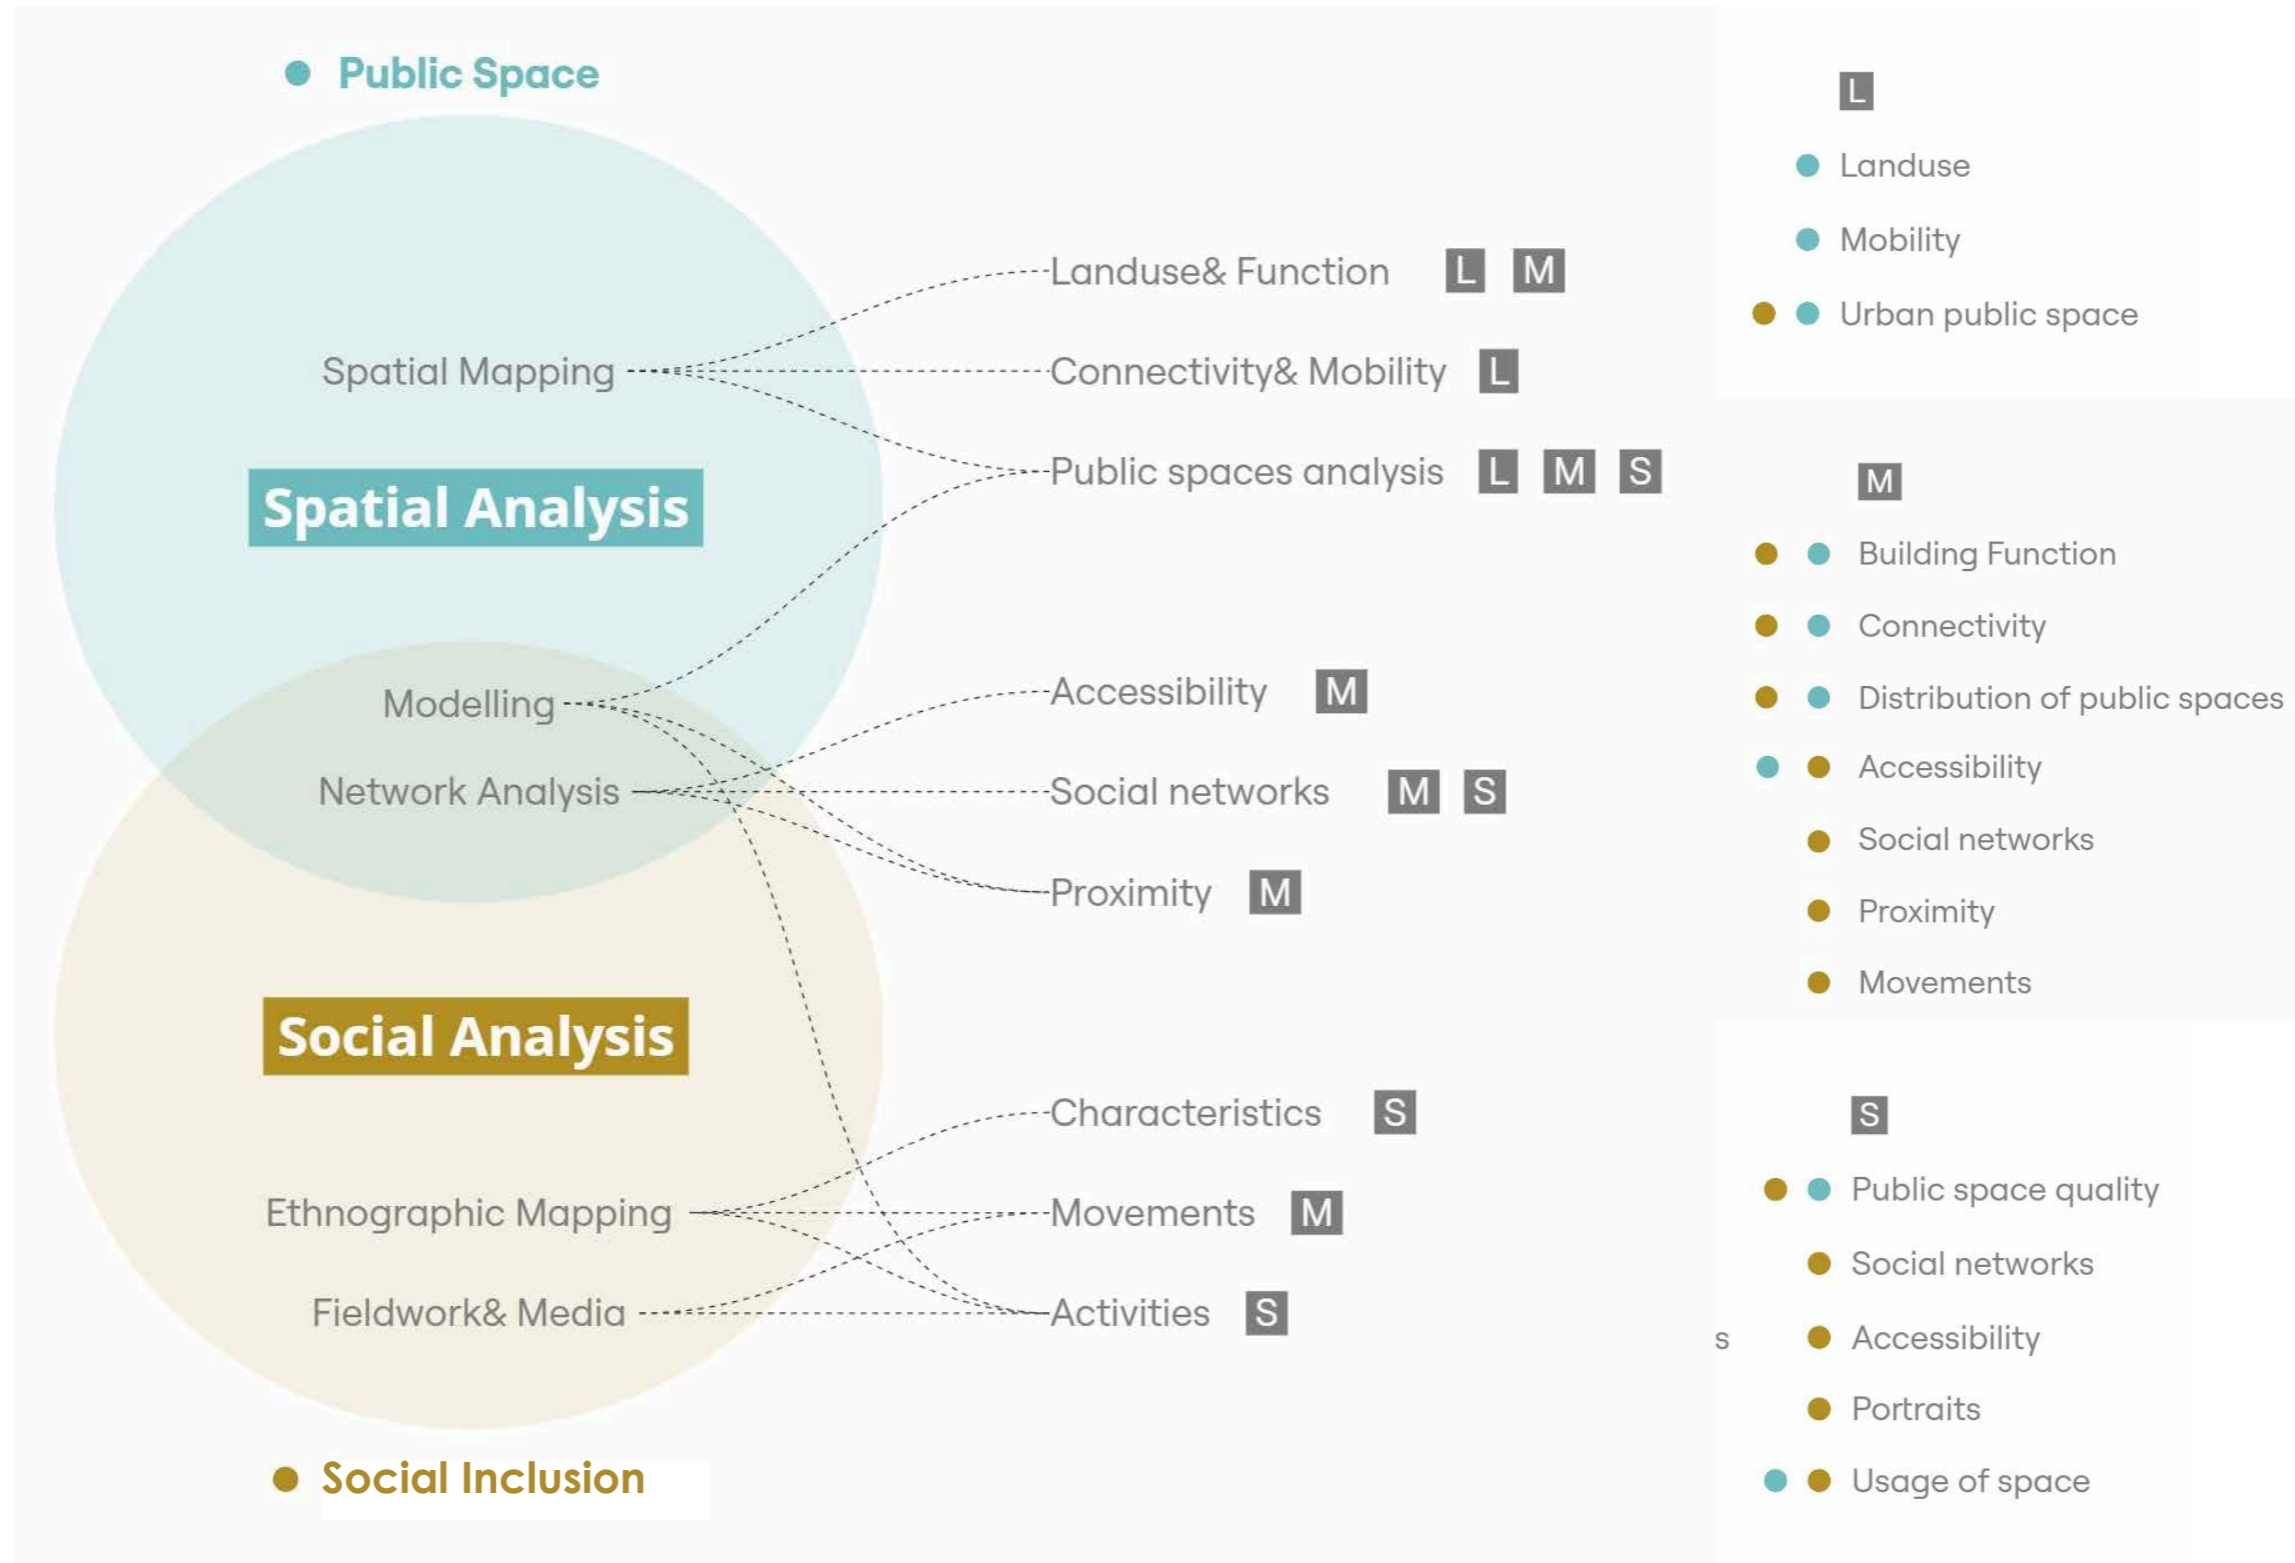 Public Space
Spatial Mapping
Spatial Analysis
Modelling
Network Analysis
Social Analysis
Ethnographic Mapping
Fieldwork& Media
Social Inclusion
Landuse& Function L M
Connectivity& Mobility L
Public spaces analysis L M S
Accessibility M
Social networks M S
Proximity M
Characteristics S
Movements M
Activities S
L
Landuse
Mobility
Urban public space
M
Building Function
Connectivity
Distribution of public spaces
Accessibility
Social networks
Proximity
Movements
S
Public space quality
Social networks
s
Accessibility
Portraits
Usage of space